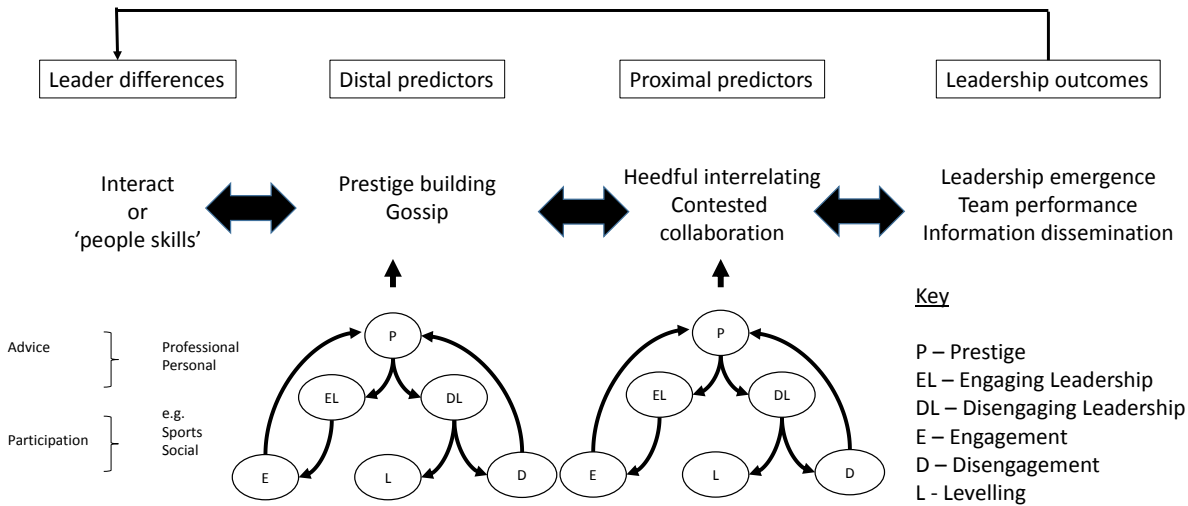 Leader differences
Distal predictors
Proximal predictors
Leadership outcomes
Interact
or
‘people skills’
Prestige building
Gossip
Heedful interrelating
Contested
collaboration
Leadership emergence
Team performance
Information dissemination
Advice
Professional
Personal
Participation
e.g.
Sports
Social
P
EL
DL
E
L
D
P
EL
DL
E
L
D
Key
P – Prestige
EL – Engaging Leadership
DL – Disengaging Leadership
E – Engagement
D – Disengagement
L - Levelling